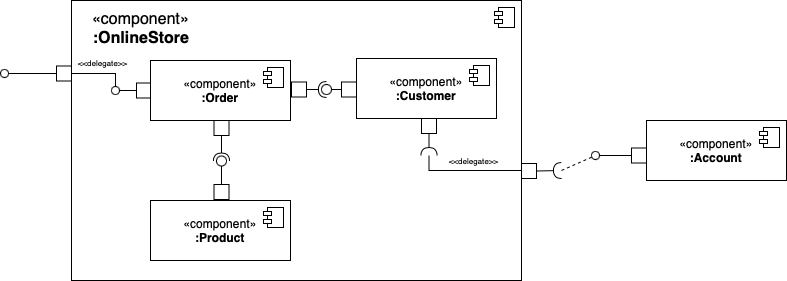 «component»
:OnlineStore
<<delegate>>
«component»
:Order
«component»
:Customer
«component»
:Account
<<delegate>>
«component»
:Product